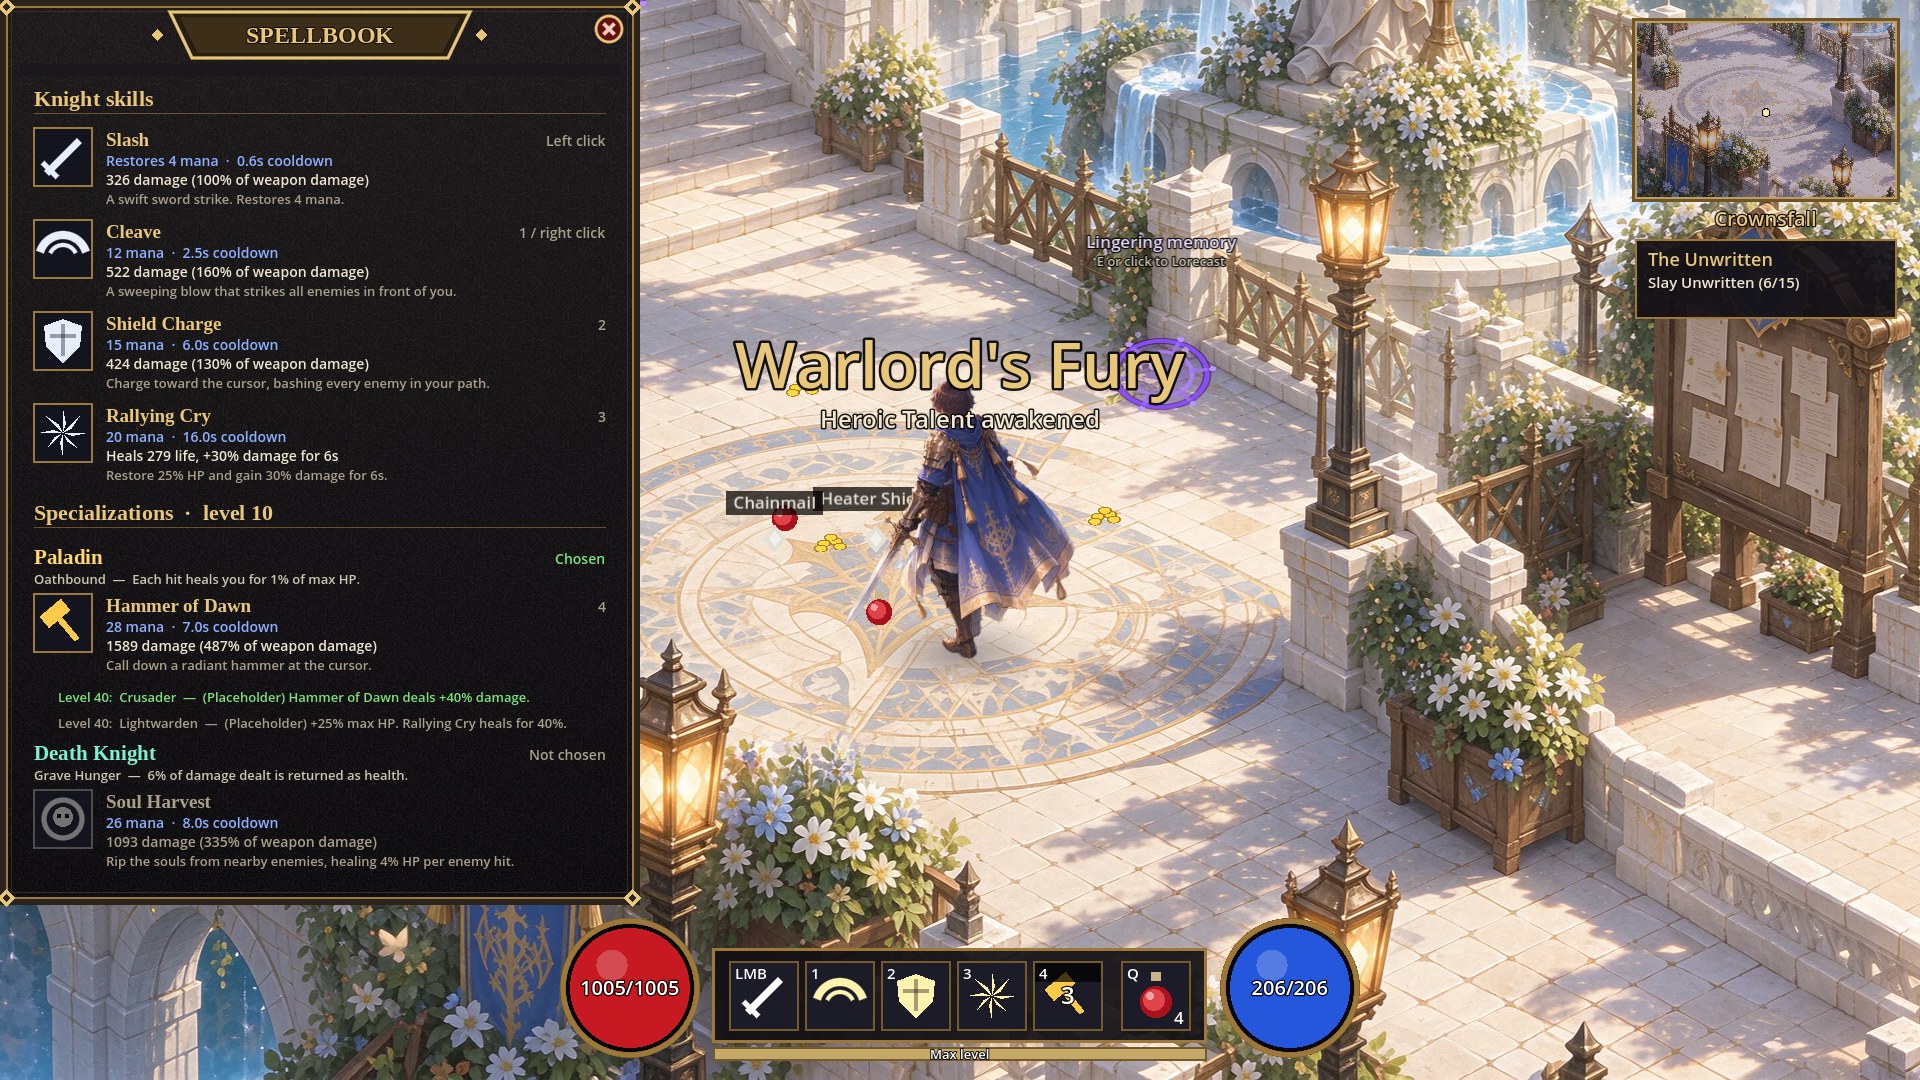 SPELLBOOK
Knight skills
Slash
Left click
Restores 4 mana · 0.6s cooldown
326 damage (100% of weapon damage)
A swift sword strike. Restores 4 mana.
Cleave
1 / right click
12 mana · 2.5s cooldown
522 damage (160% of weapon damage)
A sweeping blow that strikes all enemies in front of you.
Shield Charge
2
15 mana · 6.0s cooldown
424 damage (130% of weapon damage)
Charge toward the cursor, bashing every enemy in your path.
Rallying Cry
3
20 mana · 16.0s cooldown
Heals 279 life, +30% damage for 6s
Restore 25% HP and gain 30% damage for 6s.
Specializations · level 10
Paladin
Chosen
Oathbound — Each hit heals you for 1% of max HP.
Hammer of Dawn
4
28 mana · 7.0s cooldown
1589 damage (487% of weapon damage)
Call down a radiant hammer at the cursor.
Level 40: Crusader — (Placeholder) Hammer of Dawn deals +40% damage.
Level 40: Lightwarden — (Placeholder) +25% max HP. Rallying Cry heals for 40%.
Death Knight
Not chosen
Grave Hunger — 6% of damage dealt is returned as health.
Soul Harvest
26 mana · 8.0s cooldown
1093 damage (335% of weapon damage)
Rip the souls from nearby enemies, healing 4% HP per enemy hit.
Lingering memory
E or click to Lorecast
Warlord's Fury
Heroic Talent awakened
Chainmail
Heater Shie
Crownsfall
The Unwritten
Slay Unwritten (6/15)
1005/1005
LMB
1
2
3
4
3
Q
4
206/206
Max level